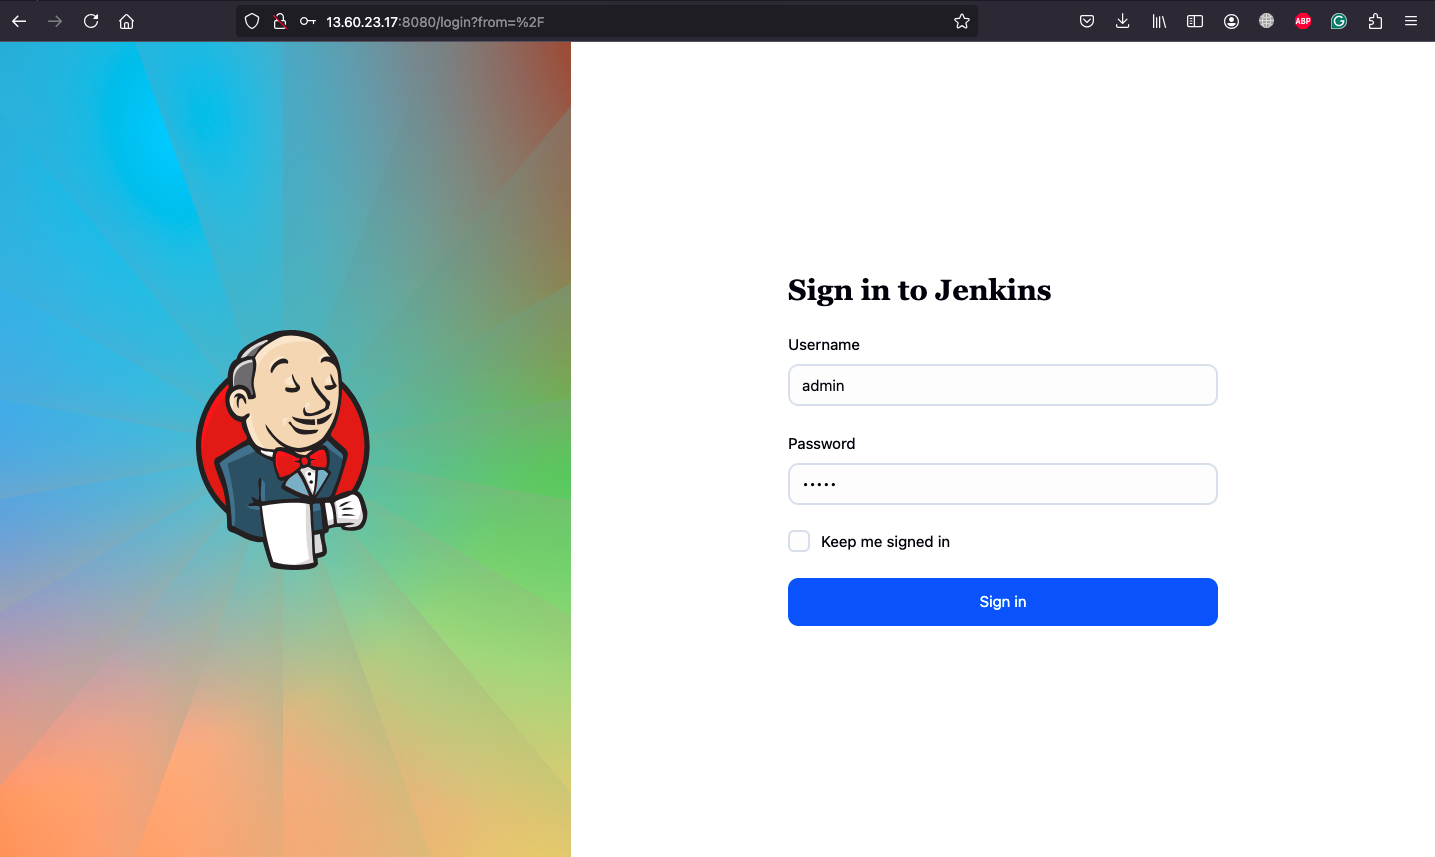 13.60.23.17:8080/login?from=%2F
ABP
Sign in to Jenkins
Username
admin
Password
•••••
Keep me signed in
Sign in